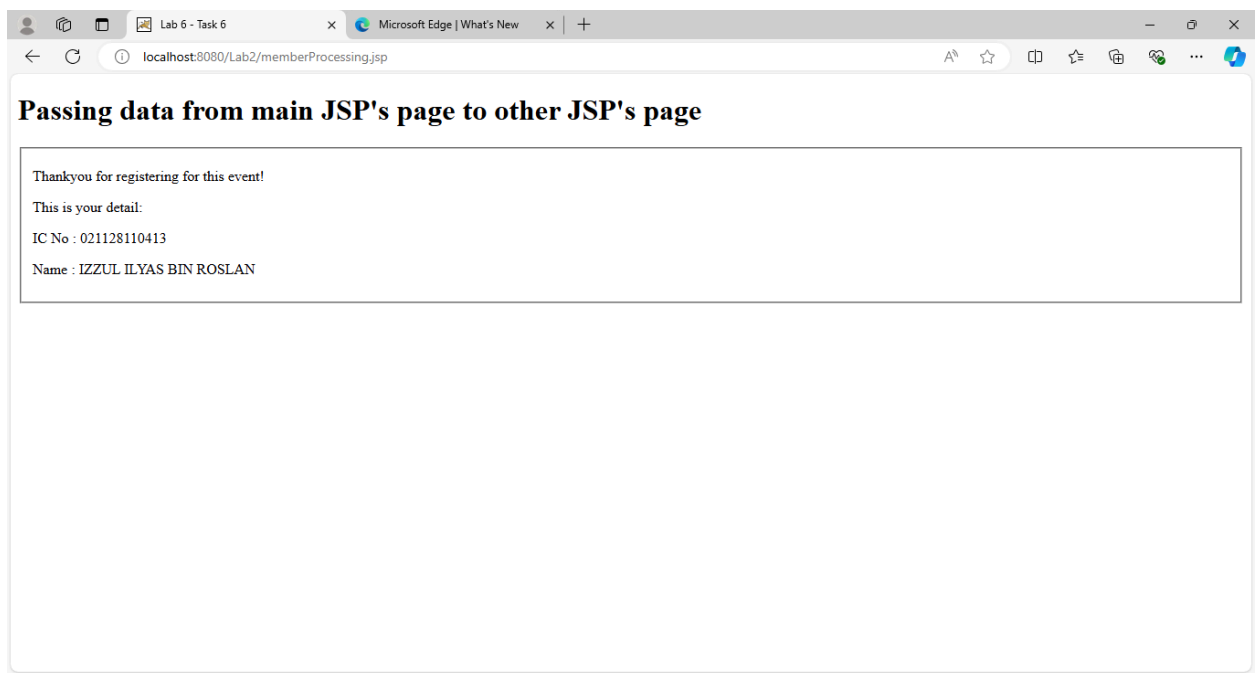 Lab 6 - Task 6
Microsoft Edge | What's New
localhost:8080/Lab2/memberProcessing.jsp
Passing data from main JSP's page to other JSP's page
Thankyou for registering for this event!
This is your detail:
IC No : 021128110413
Name : IZZUL ILYAS BIN ROSLAN